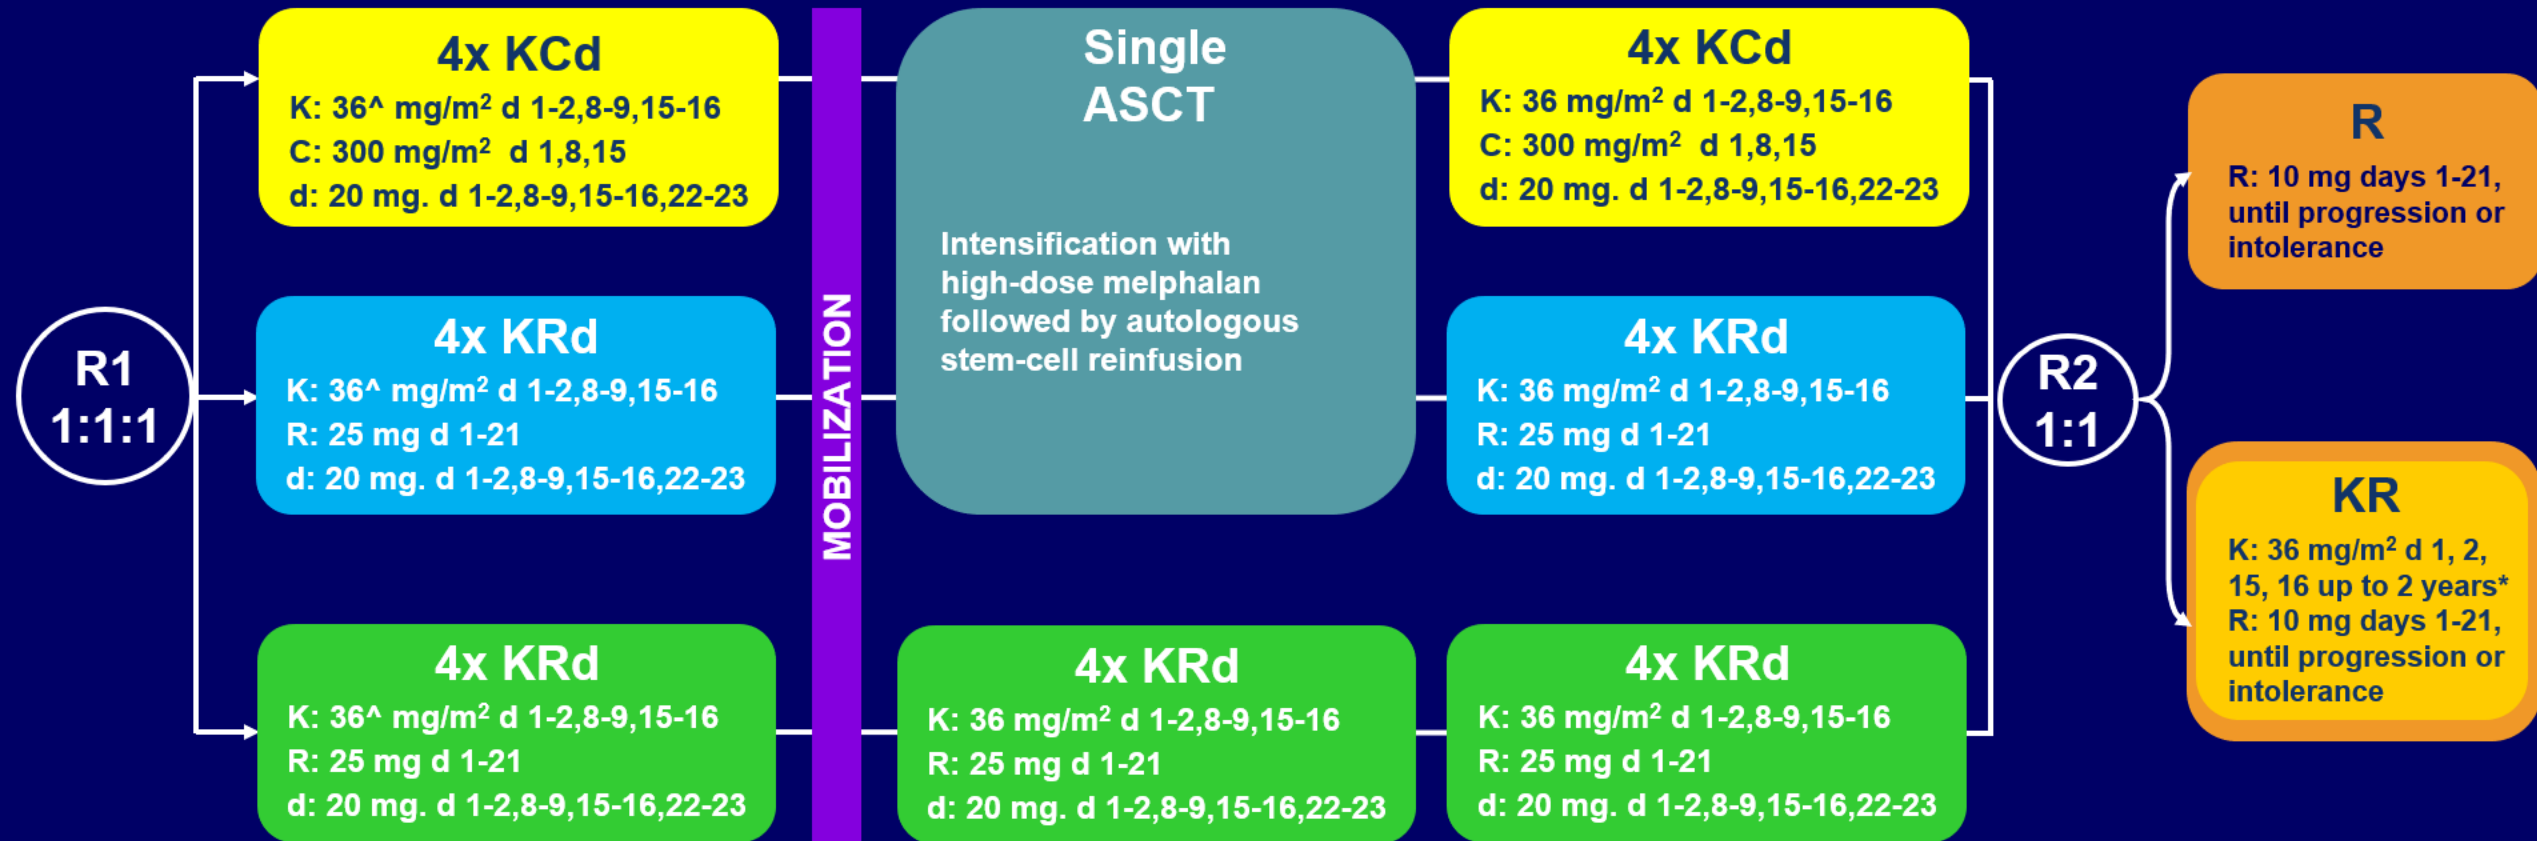 R1
1:1:1
4x KCd
K: 36^ mg/m² d 1-2,8-9,15-16
C: 300 mg/m² d 1,8,15
d: 20 mg. d 1-2,8-9,15-16,22-23
4x KRd
K: 36^ mg/m² d 1-2,8-9,15-16
R: 25 mg d 1-21
d: 20 mg. d 1-2,8-9,15-16,22-23
4x KRd
K: 36^ mg/m² d 1-2,8-9,15-16
R: 25 mg d 1-21
d: 20 mg. d 1-2,8-9,15-16,22-23
MOBILIZATION
Single
ASCT
Intensification with
high-dose melphalan
followed by autologous
stem-cell reinfusion
4x KRd
K: 36 mg/m² d 1-2,8-9,15-16
R: 25 mg d 1-21
d: 20 mg. d 1-2,8-9,15-16,22-23
4x KCd
K: 36 mg/m² d 1-2,8-9,15-16
C: 300 mg/m² d 1,8,15
d: 20 mg. d 1-2,8-9,15-16,22-23
4x KRd
K: 36 mg/m² d 1-2,8-9,15-16
R: 25 mg d 1-21
d: 20 mg. d 1-2,8-9,15-16,22-23
4x KRd
K: 36 mg/m² d 1-2,8-9,15-16
R: 25 mg d 1-21
d: 20 mg. d 1-2,8-9,15-16,22-23
R2
1:1
R
R: 10 mg days 1-21,
until progression or
intolerance
KR
K: 36 mg/m² d 1, 2,
15, 16 up to 2 years*
R: 10 mg days 1-21,
until progression or
intolerance